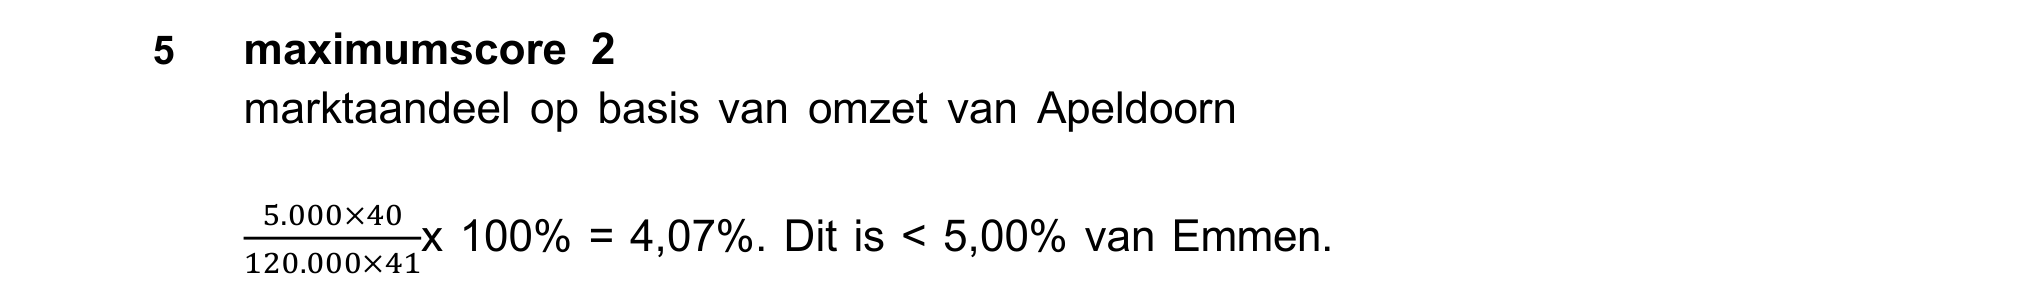 5 maximumscore 2
marktaandeel op basis van omzet van Apeldoorn
5.000×40
120.000×41 x 100% = 4,07%. Dit is < 5,00% van Emmen.